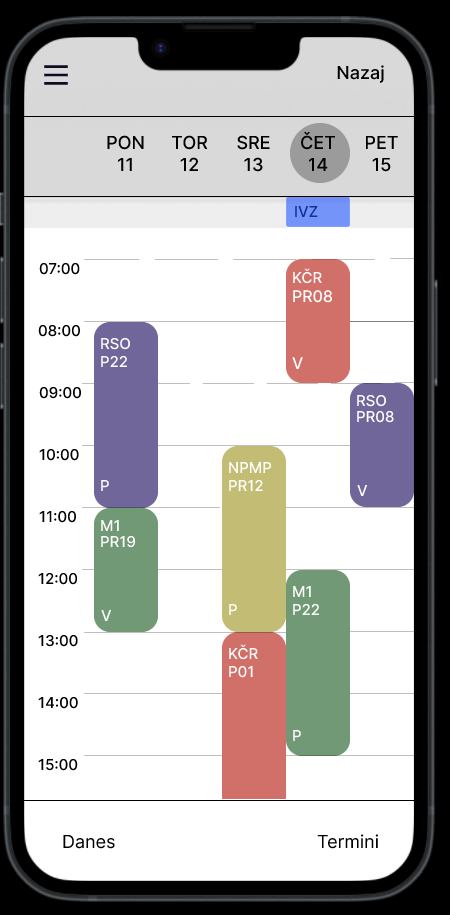 Nazaj
PON TOR SRE ČET PET
11 12 13 14 15
IVZ
07:00
KČR
PR08
V
08:00
RSO
P22
P
09:00
RSO
PR08
V
10:00
NPMP
PR12
P
11:00
M1
PR19
V
12:00
M1
P22
P
13:00
KČR
P01
14:00
15:00
Danes Termini